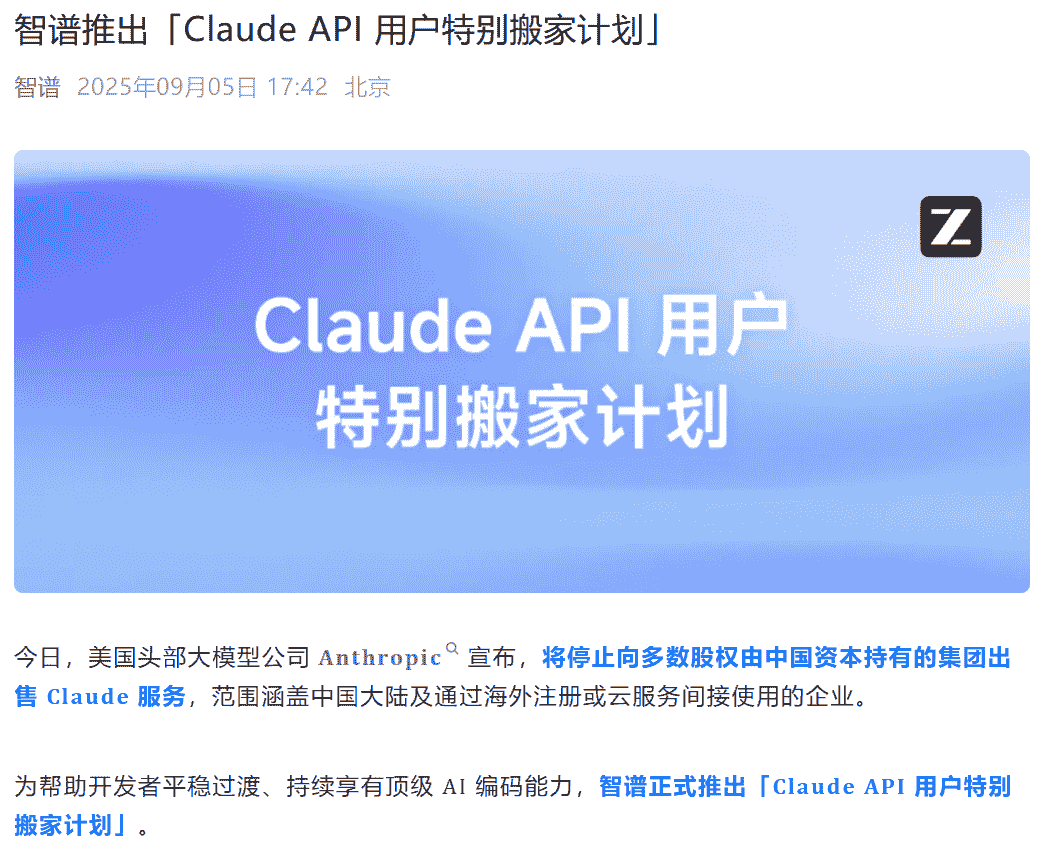 智谱推出「Claude API 用户特别搬家计划」
智谱 2025年09月05日 17:42 北京
Z
Claude API 用户
特别搬家计划
今日，美国头部大模型公司 Anthropic 宣布，将停止向多数股权由中国资本持有的集团出
售 Claude 服务，范围涵盖中国大陆及通过海外注册或云服务间接使用的企业。
为帮助开发者平稳过渡、持续享有顶级 AI 编码能力，智谱正式推出「Claude API 用户特别
搬家计划」。